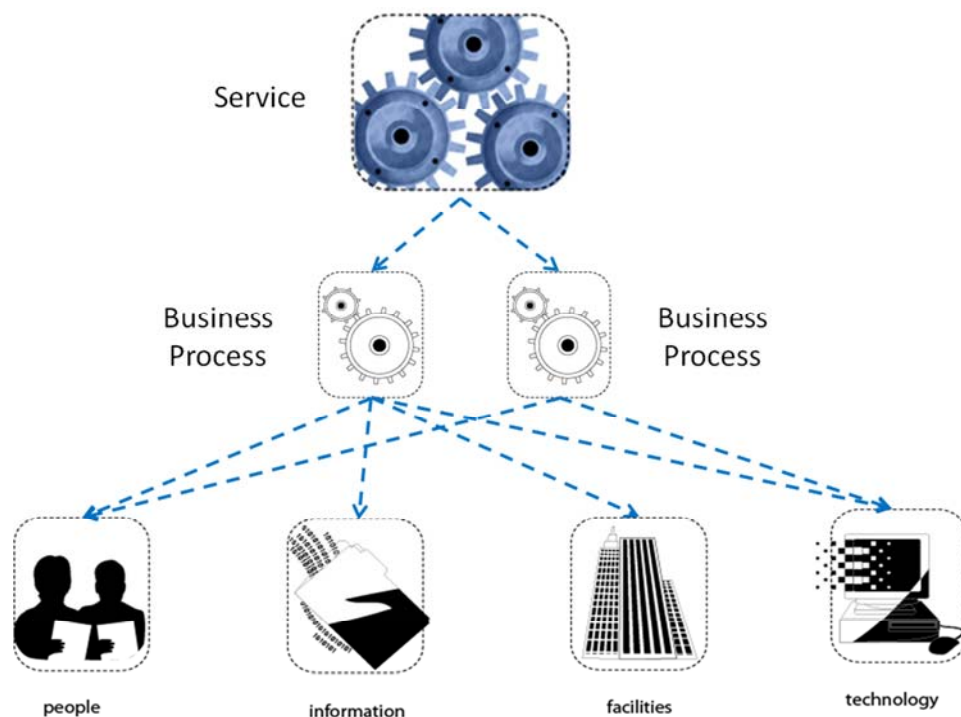 Service
Business
Process
Business
Process
people
information
facilities
technology